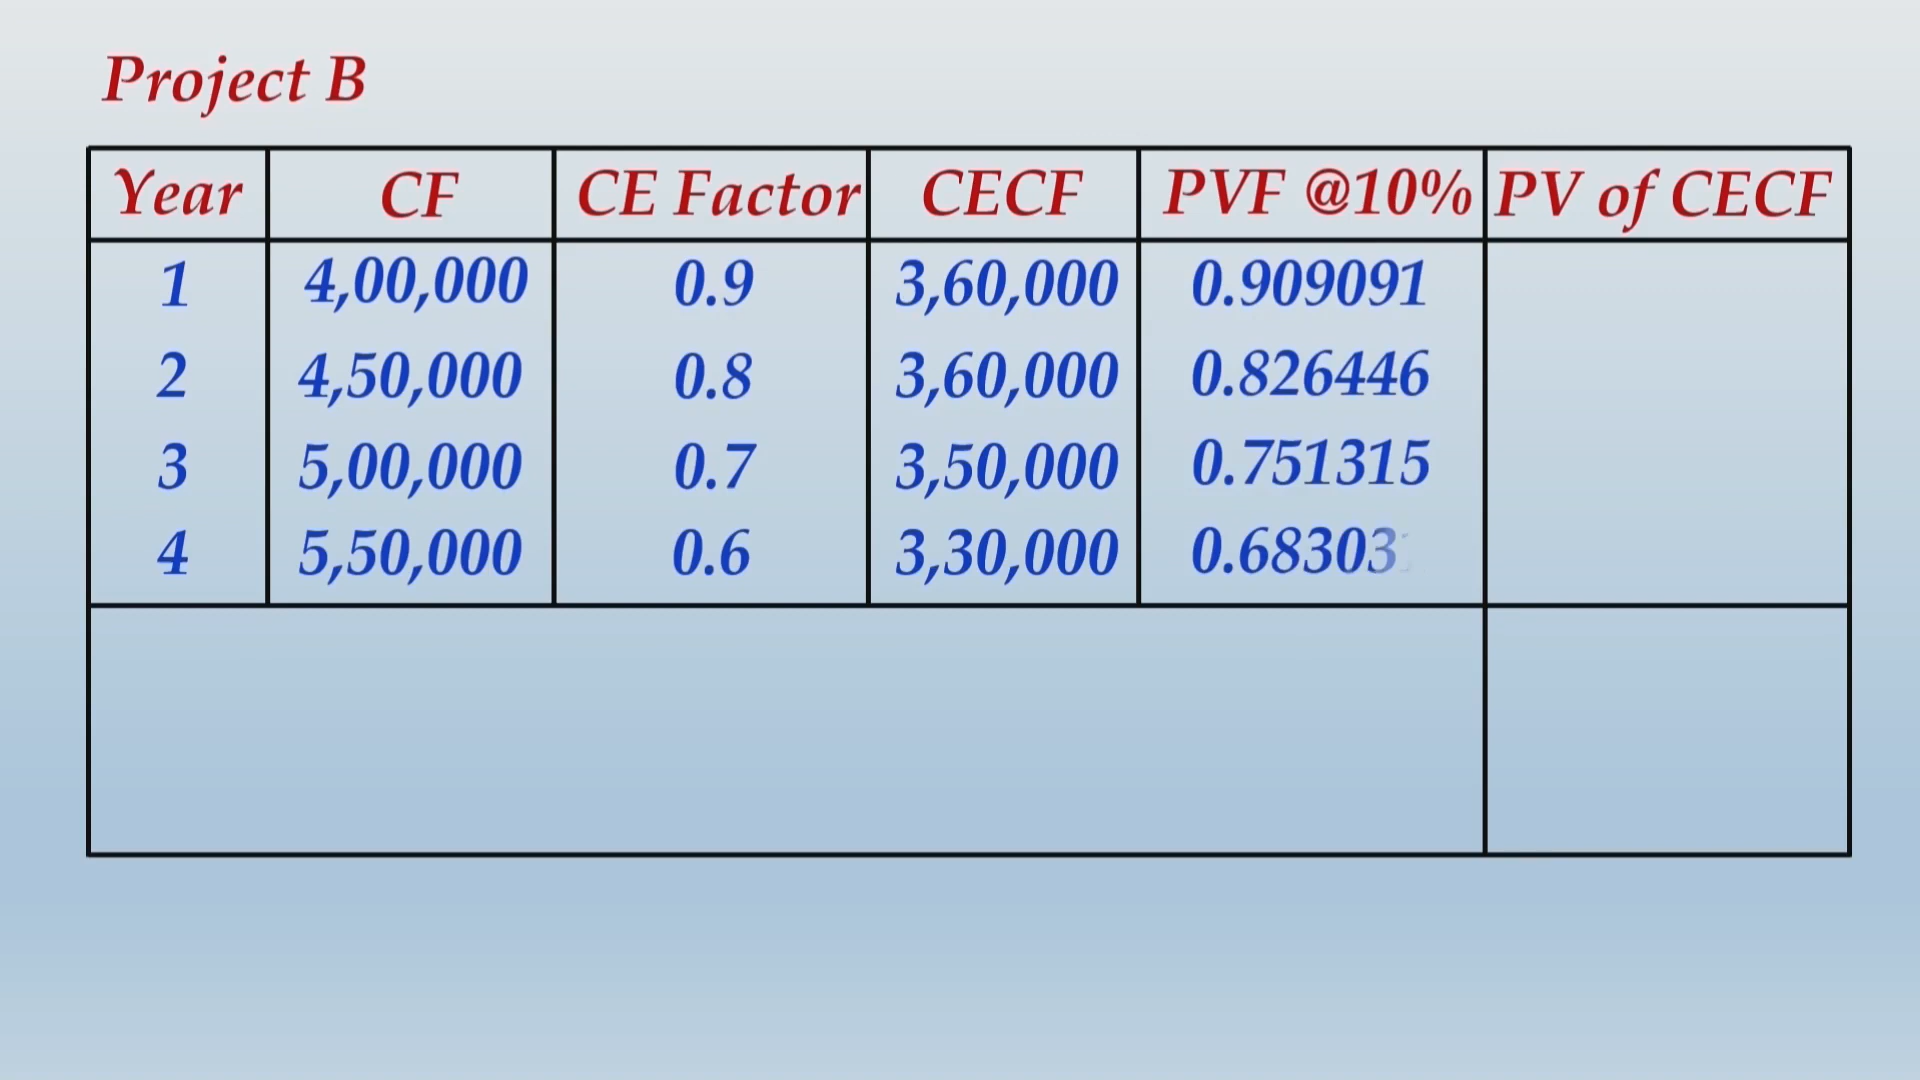 Project B
Year CF CE Factor CECF PVF @10% PV of CECF
1 4,00,000 0.9 3,60,000 0.909091
2 4,50,000 0.8 3,60,000 0.826446
3 5,00,000 0.7 3,50,000 0.751315
4 5,50,000 0.6 3,30,000 0.68303